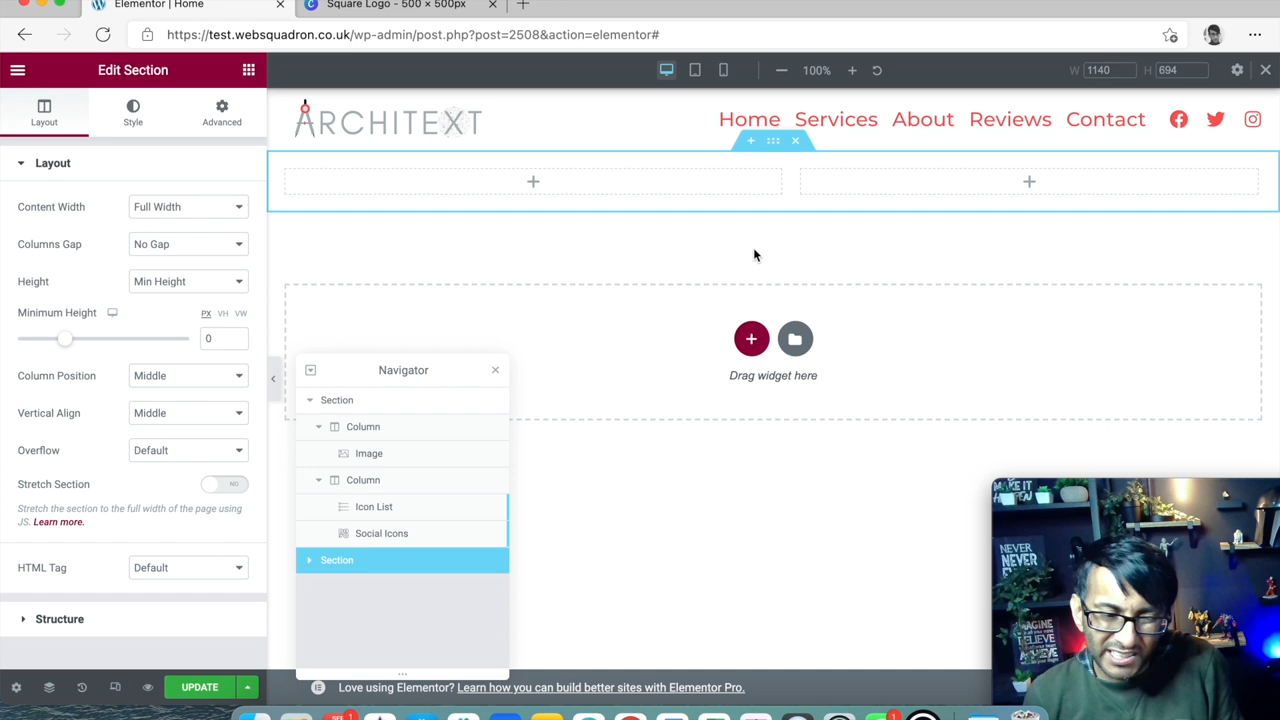 Elementor | Home
Square Logo - 500 × 500px
https://test.websquadron.co.uk/wp-admin/post.php?post=2508&action=elementor#
Edit Section
100%
W 1140 H 694
Layout
Style
Advanced
ARCHITEXT
Home Services About Reviews Contact
Layout
Content Width Full Width
Columns Gap No Gap
Height Min Height
Minimum Height PX VH VW
0
Column Position Middle
Vertical Align Middle
Overflow Default
Stretch Section NO
Stretch the section to the full width of the page using
JS. Learn more.
HTML Tag Default
Structure
UPDATE
Drag widget here
Navigator
Section
Column
Image
Column
Icon List
Social Icons
Section
Love using Elementor? Learn how you can build better sites with Elementor Pro.
MAKE IT
NEVER
NEVER
IMAGINE
1
1